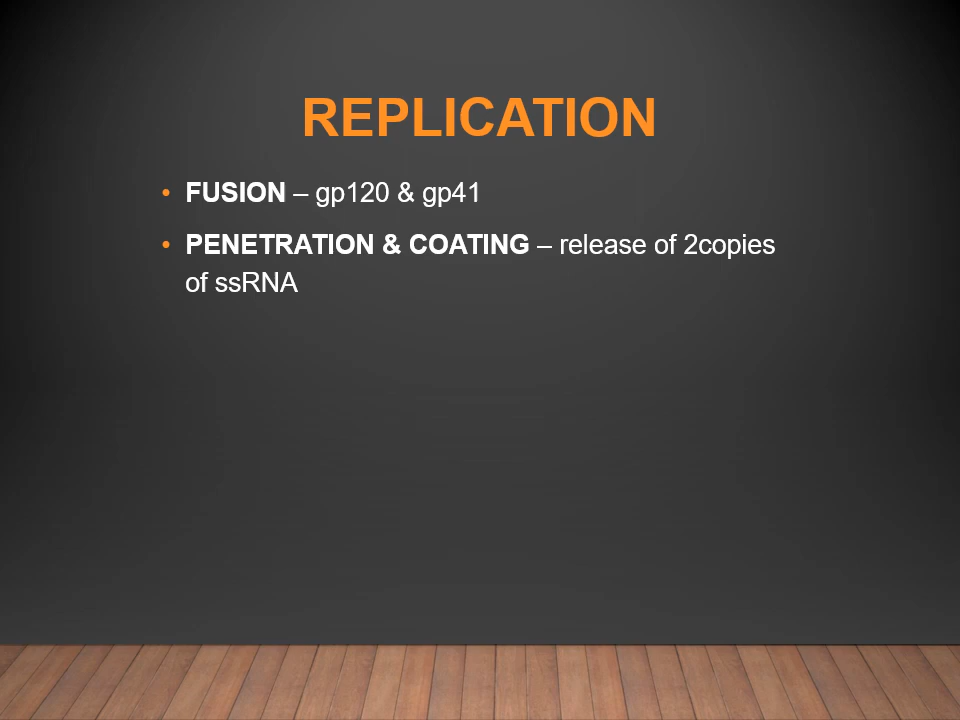 REPLICATION
• FUSION – gp120 & gp41
• PENETRATION & COATING – release of 2copies
of ssRNA